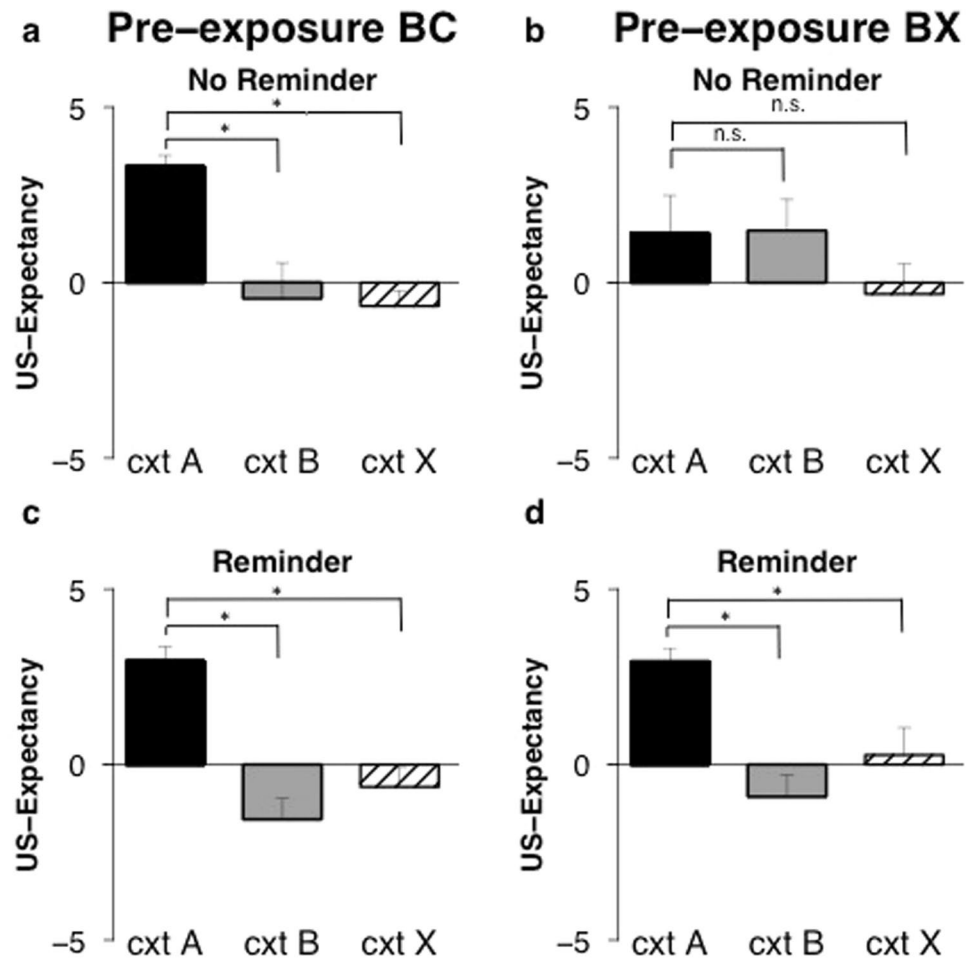 a Pre–exposure BC
No Reminder
*
*
5
0
–5
US–Expectancy
cxt A cxt B cxt X
b Pre–exposure BX
No Reminder
n.s.
n.s.
5
0
–5
US–Expectancy
cxt A cxt B cxt X
c
Reminder
*
*
5
0
–5
US–Expectancy
cxt A cxt B cxt X
d
Reminder
*
*
5
0
–5
US–Expectancy
cxt A cxt B cxt X